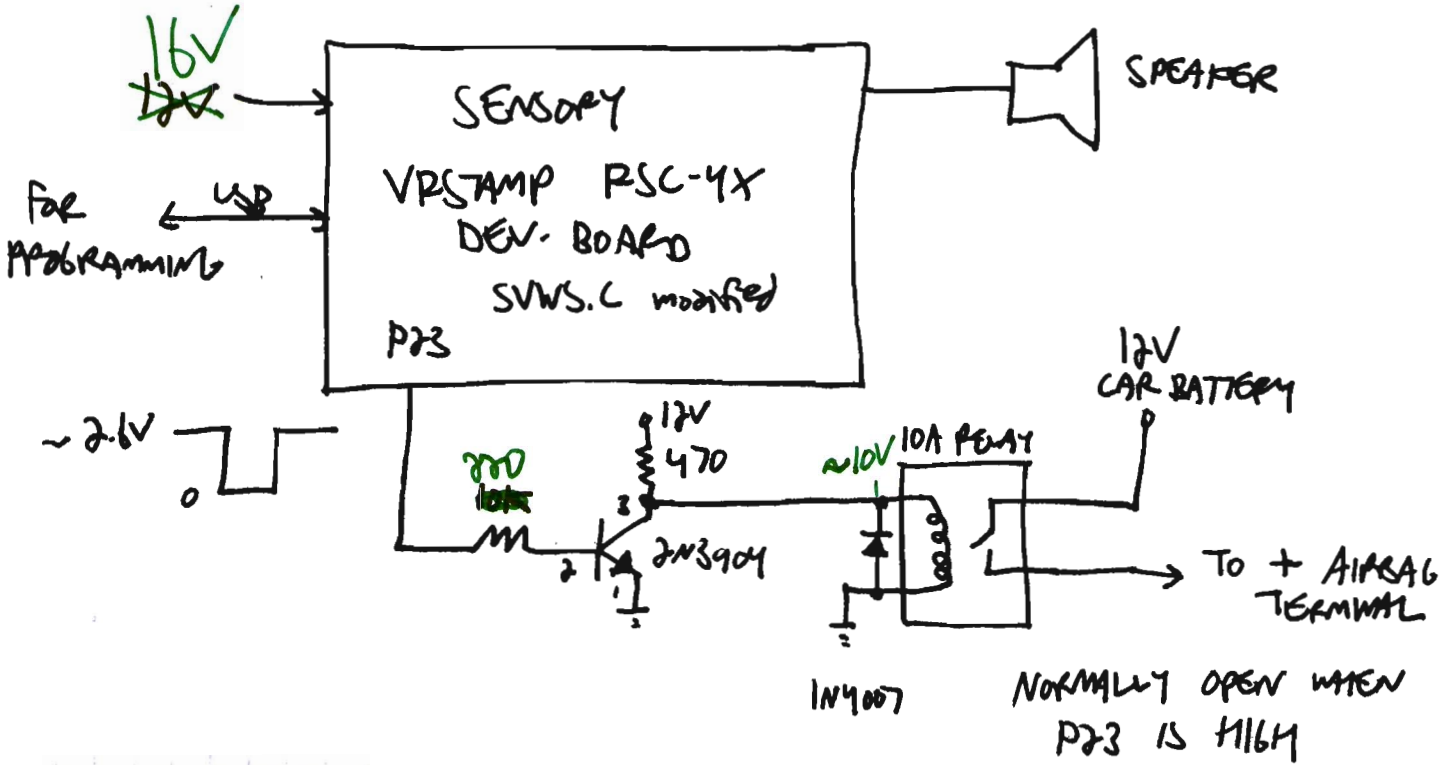 16V
12V
SENSORY
VRSTAMP RSC-4X
DEV. BOARD
SVWS.C modified
P23
SPEAKER
USB
FOR
PROGRAMMING
~ 2.6V
0
220
10K
12V
470
3
2
1
2N3904
~10V
10A RELAY
12V
CAR BATTERY
TO + AIRBAG
TERMINAL
1N4007
NORMALLY OPEN WHEN
P23 IS HIGH